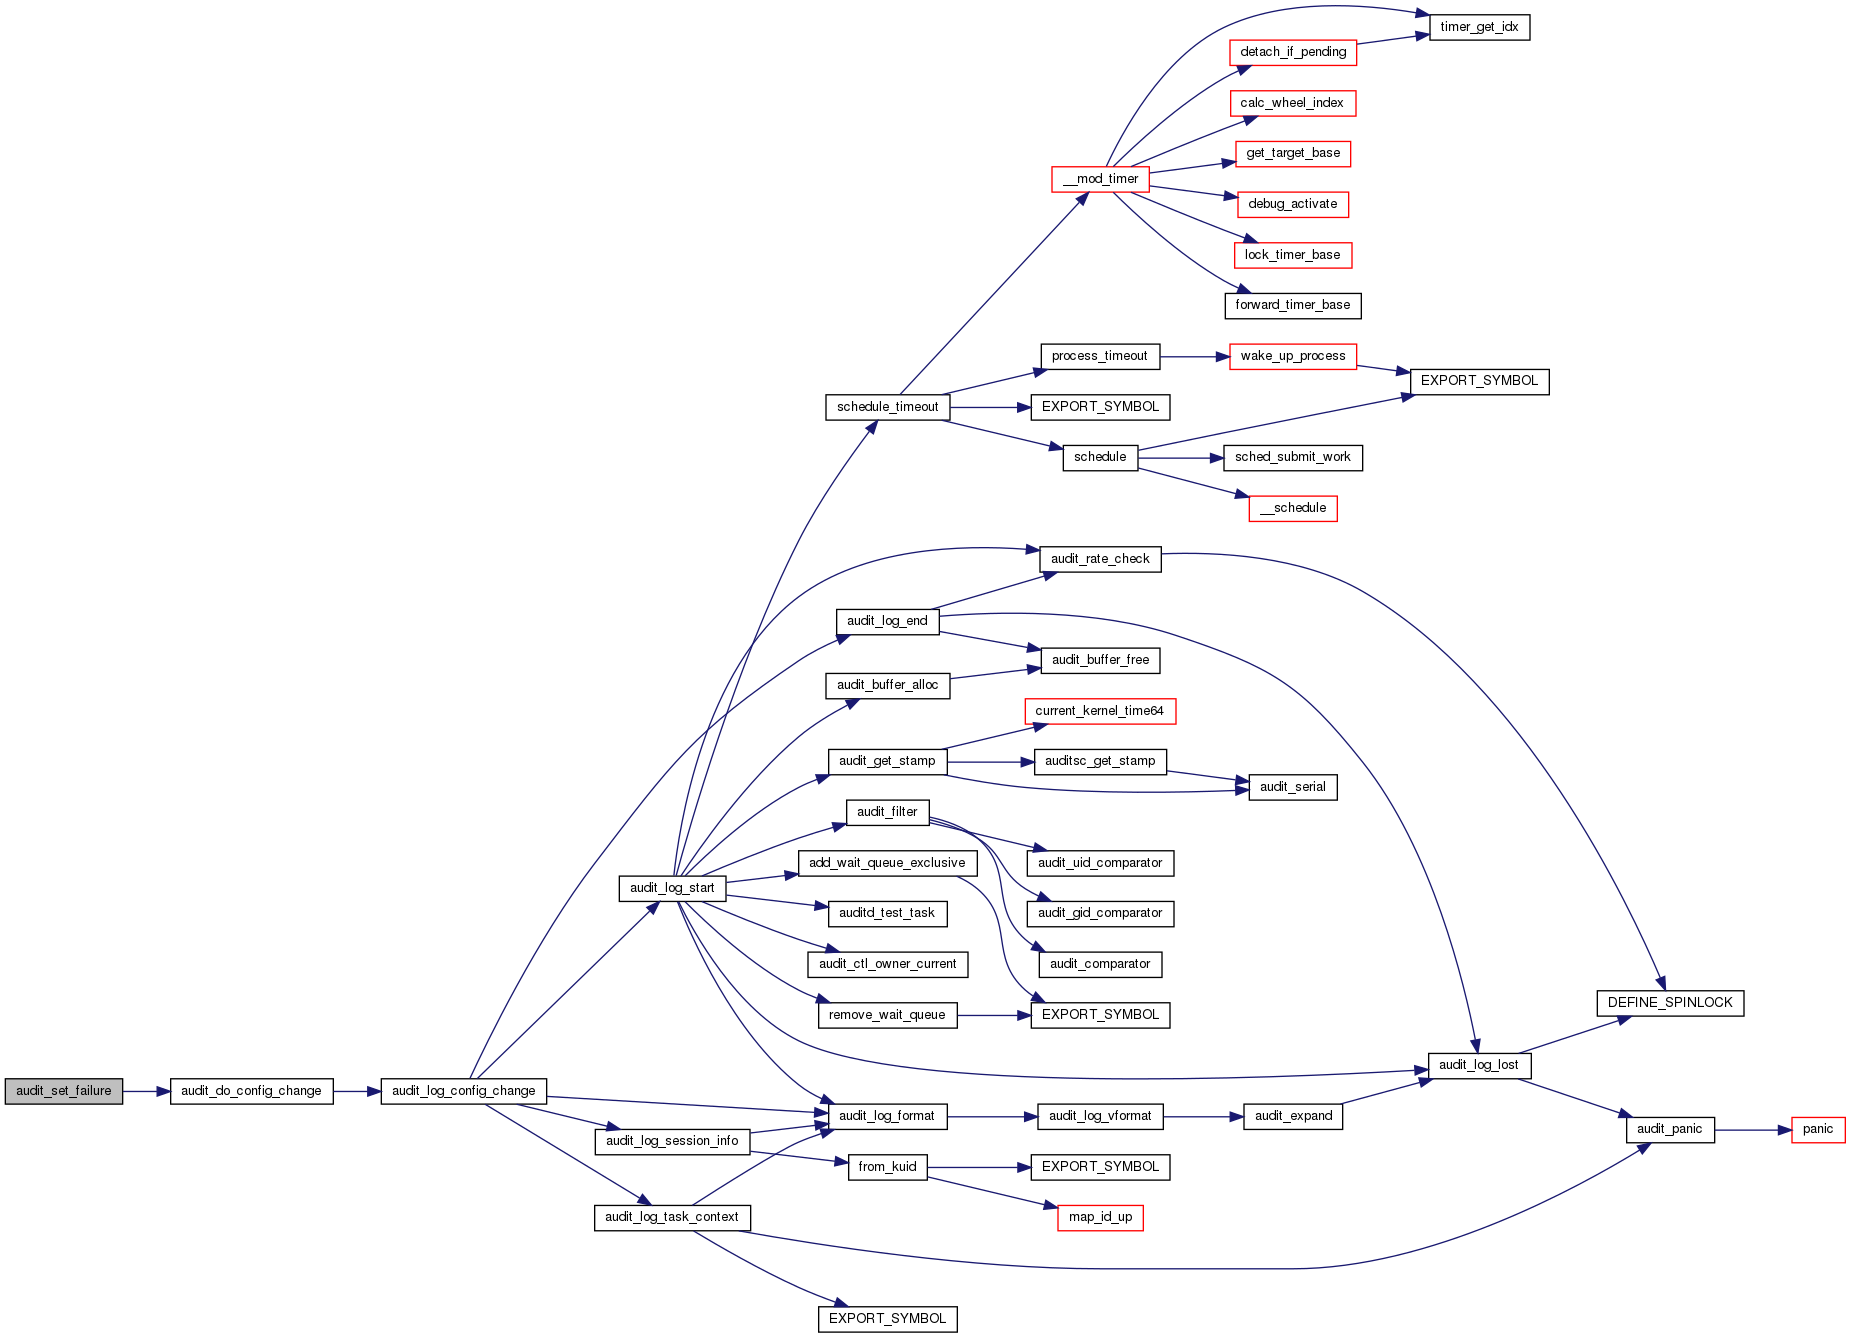 timer_get_idx
detach_if_pending
calc_wheel_index
get_target_base
__mod_timer
debug_activate
lock_timer_base
forward_timer_base
process_timeout
wake_up_process
EXPORT_SYMBOL
schedule_timeout
EXPORT_SYMBOL
schedule
sched_submit_work
__schedule
audit_rate_check
audit_log_end
audit_buffer_free
audit_buffer_alloc
current_kernel_time64
audit_get_stamp
auditsc_get_stamp
audit_serial
audit_filter
add_wait_queue_exclusive
audit_uid_comparator
audit_log_start
auditd_test_task
audit_gid_comparator
audit_ctl_owner_current
audit_comparator
DEFINE_SPINLOCK
remove_wait_queue
EXPORT_SYMBOL
audit_log_lost
audit_set_failure
audit_do_config_change
audit_log_config_change
audit_log_format
audit_log_vformat
audit_expand
audit_panic
panic
audit_log_session_info
from_kuid
EXPORT_SYMBOL
audit_log_task_context
map_id_up
EXPORT_SYMBOL